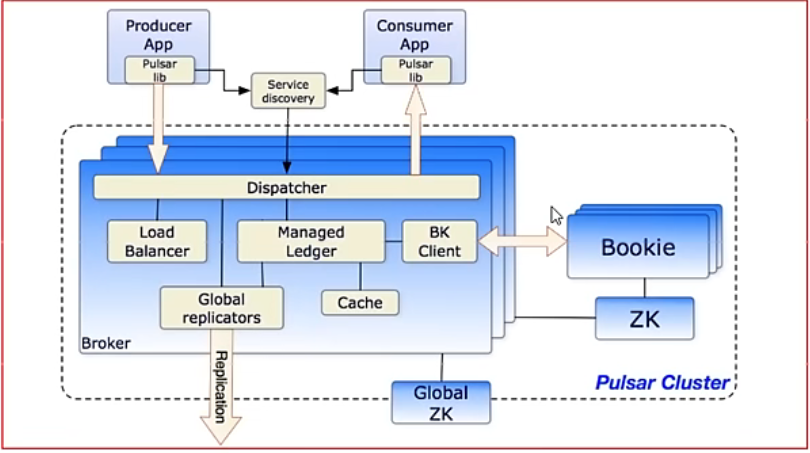 Producer
App
Pulsar
lib
Consumer
App
Pulsar
lib
Service
discovery
Dispatcher
Load
Balancer
Managed
Ledger
BK
Client
Bookie
Global
replicators
Cache
ZK
Broker
Replication
Pulsar Cluster
Global
ZK